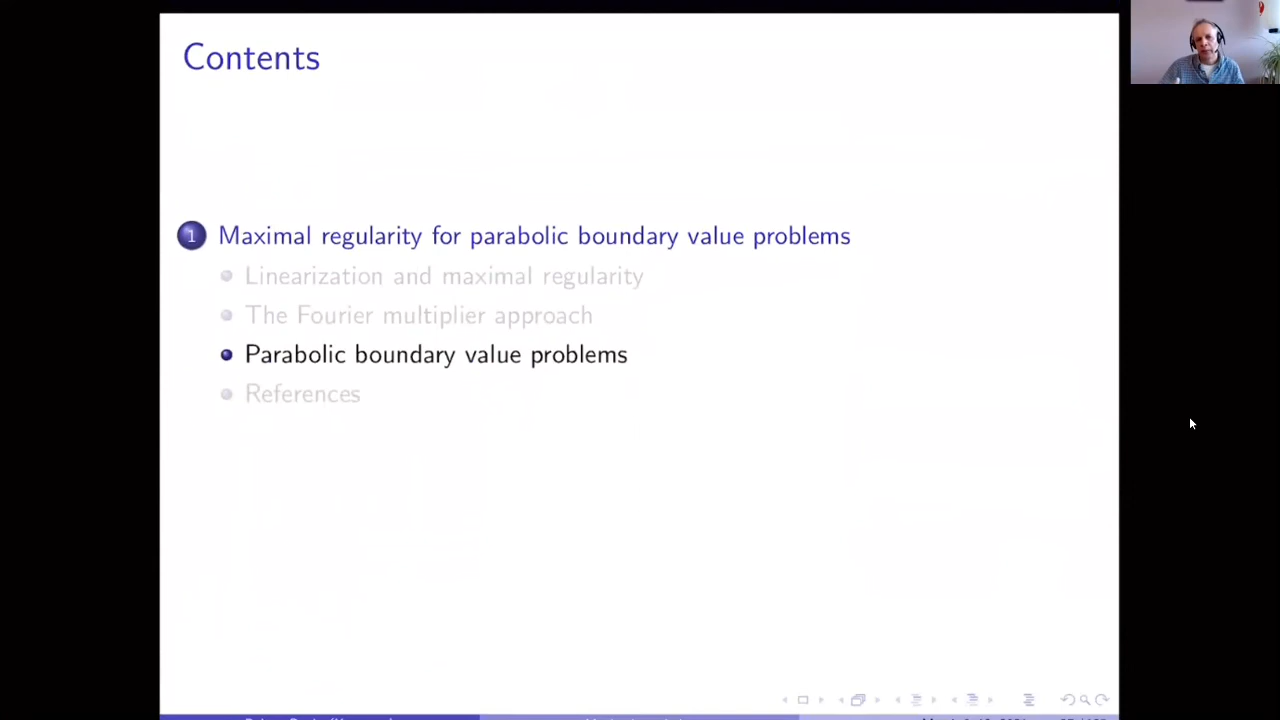 Contents
1 Maximal regularity for parabolic boundary value problems
Linearization and maximal regularity
The Fourier multiplier approach
Parabolic boundary value problems
References